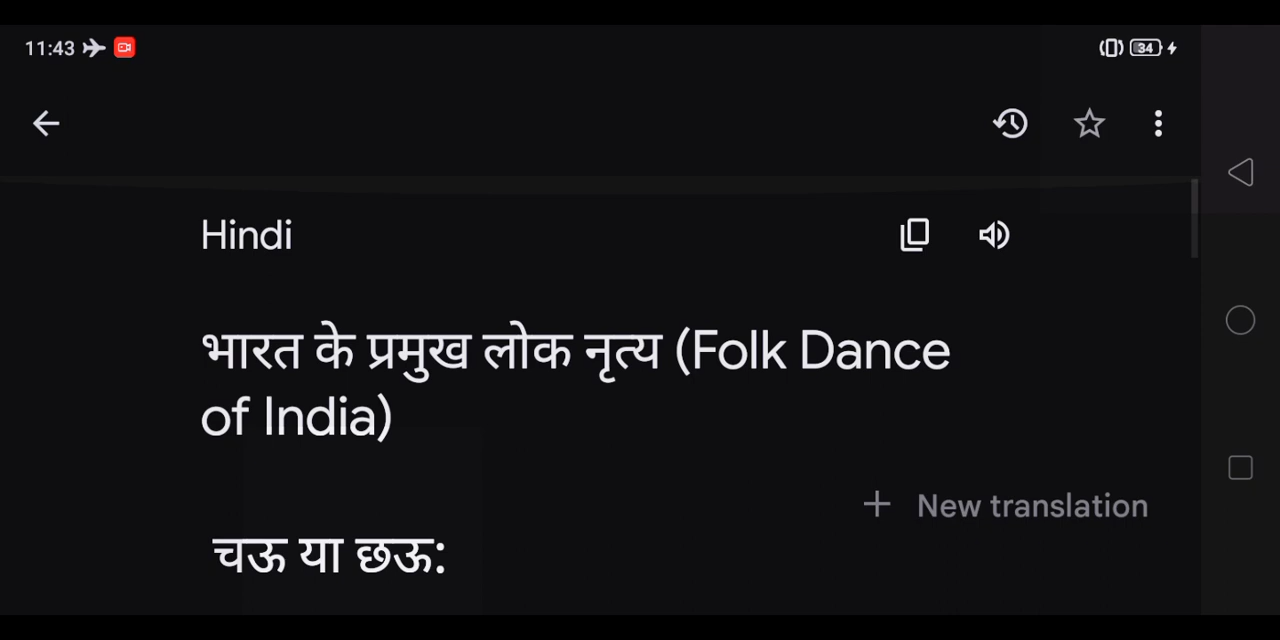 11:43
34
Hindi
भारत के प्रमुख लोक नृत्य (Folk Dance
of India)
+ New translation
चऊ या छऊ: